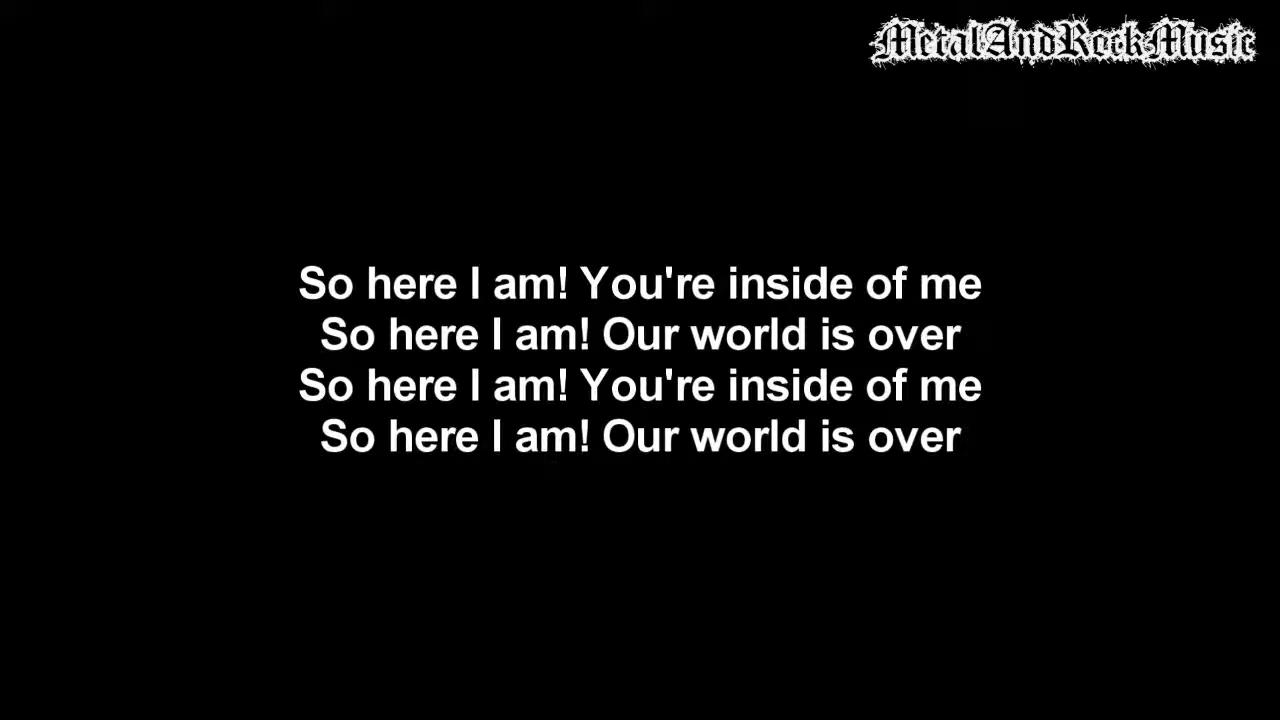 MetalAndRockMusic
So here I am! You're inside of me
So here I am! Our world is over
So here I am! You're inside of me
So here I am! Our world is over